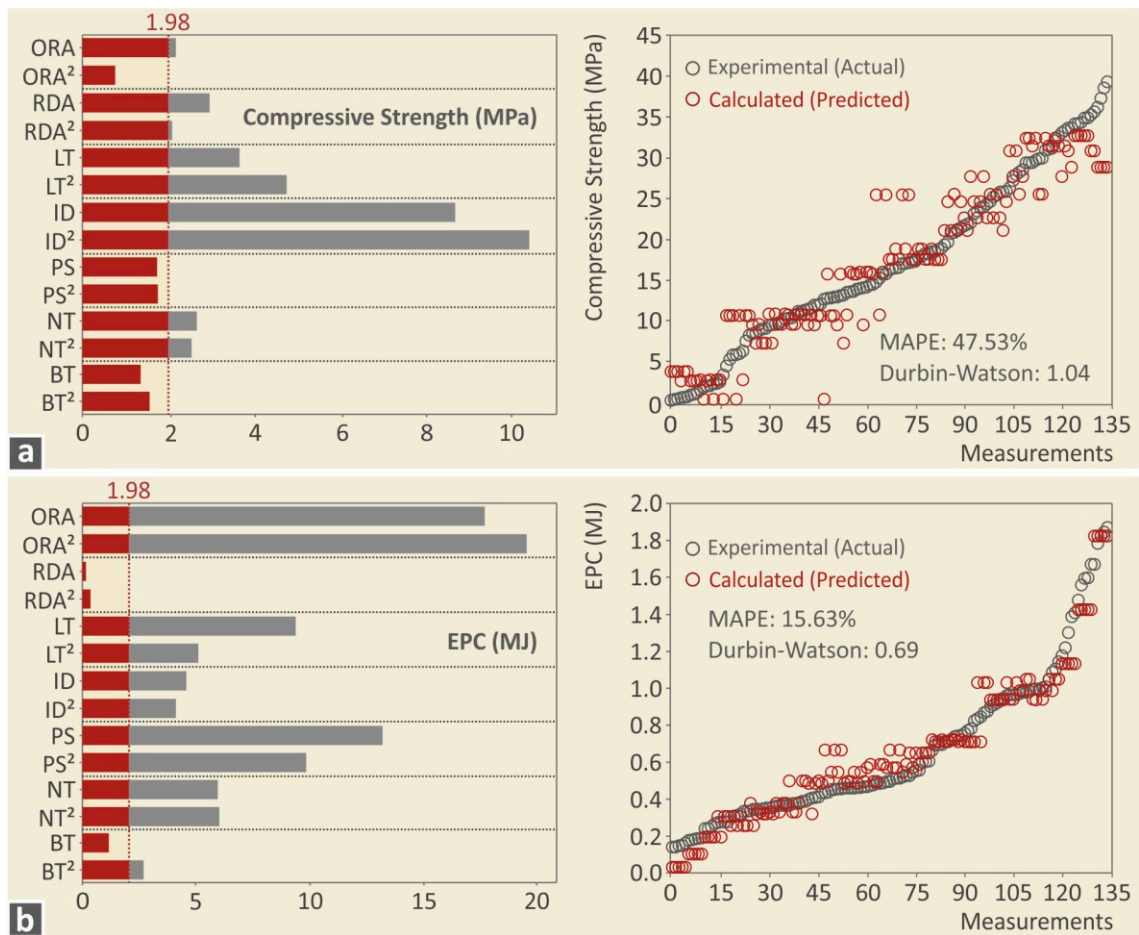 1.98
ORA
ORA²
RDA
RDA²
LT
LT²
ID
ID²
PS
PS²
NT
NT²
BT
BT²
Compressive Strength (MPa)
0 2 4 6 8 10
a
Compressive Strength (MPa)
45
40
35
30
25
20
15
10
5
0
Experimental (Actual)
Calculated (Predicted)
MAPE: 47.53%
Durbin-Watson: 1.04
0 15 30 45 60 75 90 105 120 135
Measurements
1.98
ORA
ORA²
RDA
RDA²
LT
LT²
ID
ID²
PS
PS²
NT
NT²
BT
BT²
EPC (MJ)
0 5 10 15 20
b
EPC (MJ)
2.0
1.8
1.6
1.4
1.2
1.0
0.8
0.6
0.4
0.2
0.0
Experimental (Actual)
Calculated (Predicted)
MAPE: 15.63%
Durbin-Watson: 0.69
0 15 30 45 60 75 90 105 120 135
Measurements